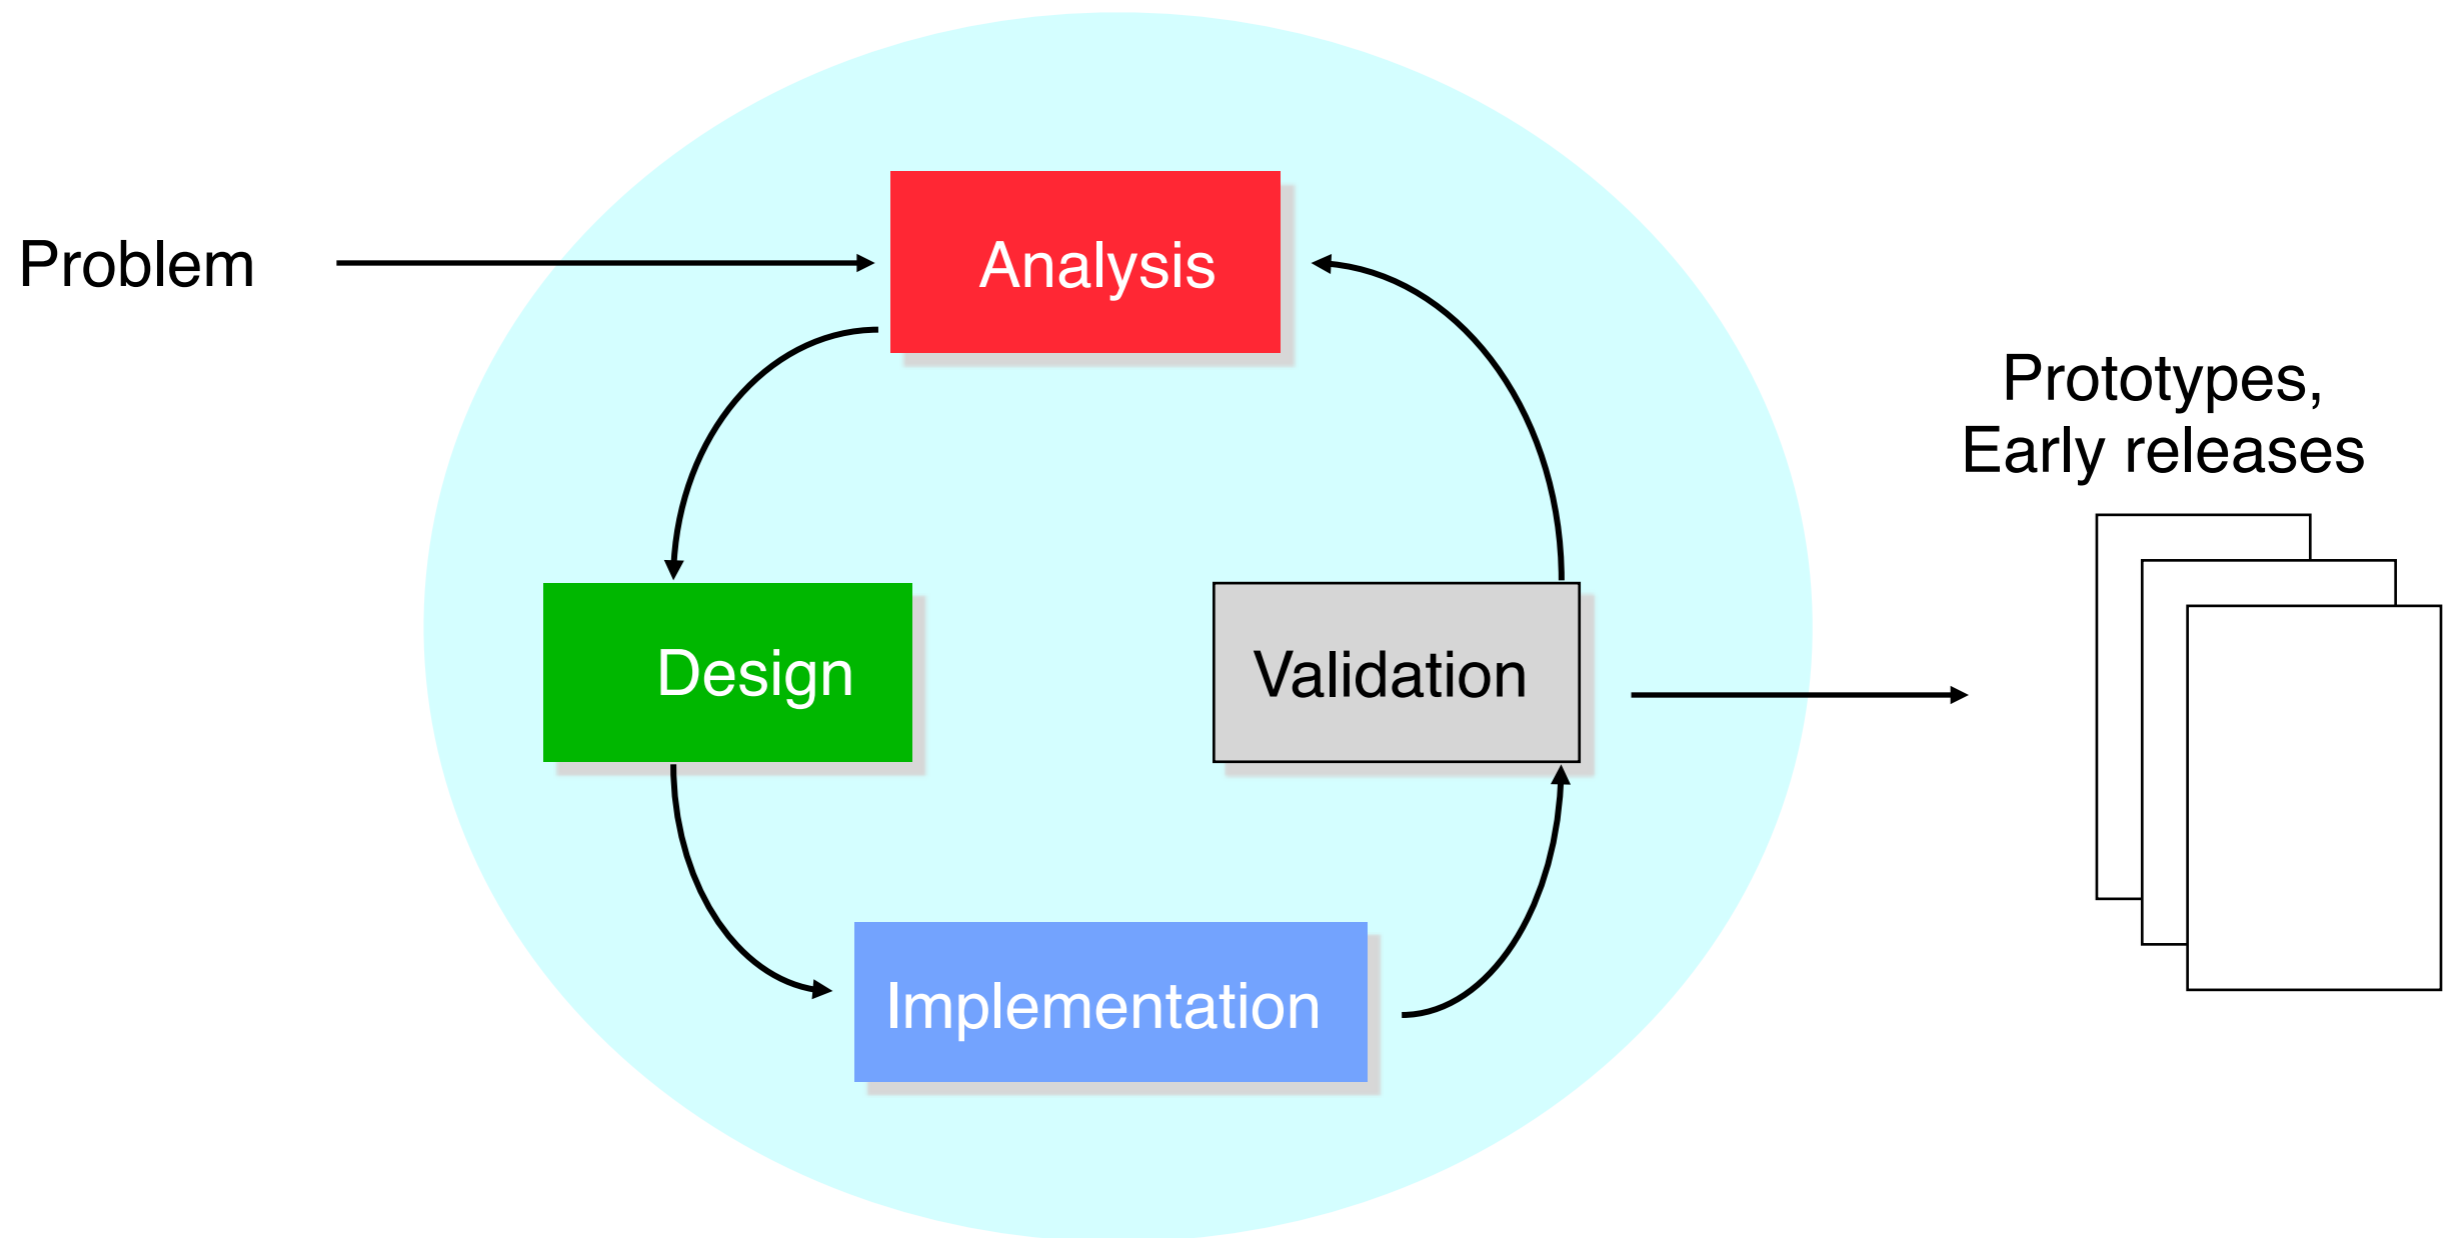 Problem
Analysis
Prototypes,
Early releases
Design
Validation
Implementation